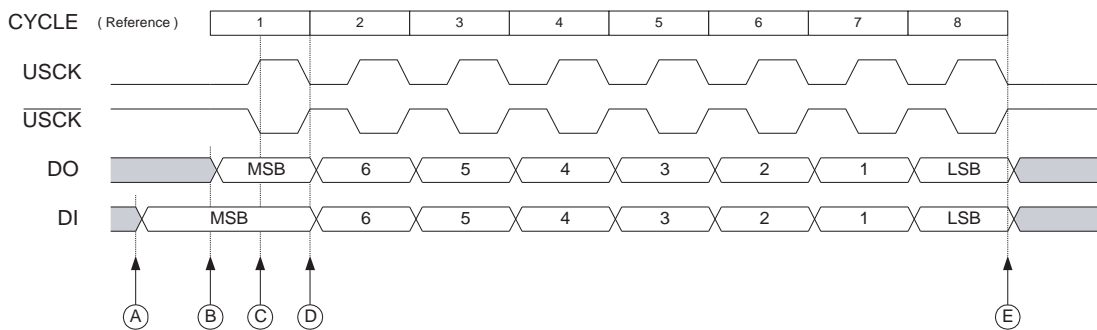 CYCLE ( Reference ) 1 2 3 4 5 6 7 8
USCK
USCK
DO MSB 6 5 4 3 2 1 LSB
DI MSB 6 5 4 3 2 1 LSB
A B C D E